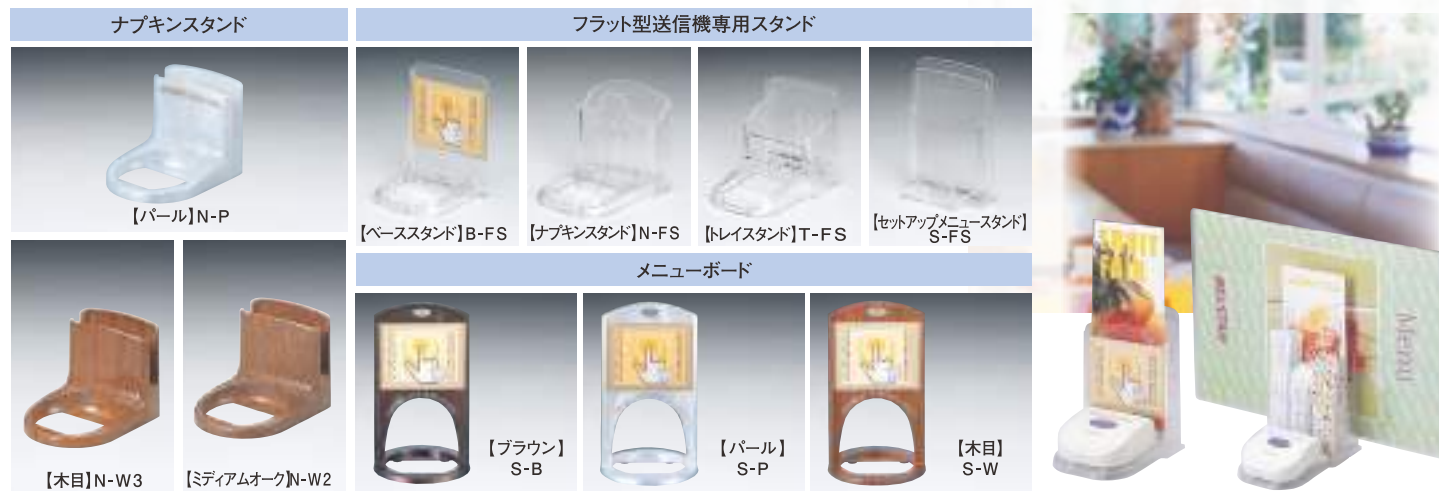 ナプキンスタンド
【パール】N-P
【木目】N-W3
【ミディアムオーク】N-W2
フラット型送信機専用スタンド
【ベーススタンド】B-FS
【ナプキンスタンド】N-FS
【トレイスタンド】T-FS
【セットアップメニュースタンド】
S-FS
メニューボード
【ブラウン】
S-B
【パール】
S-P
【木目】
S-W
Menu